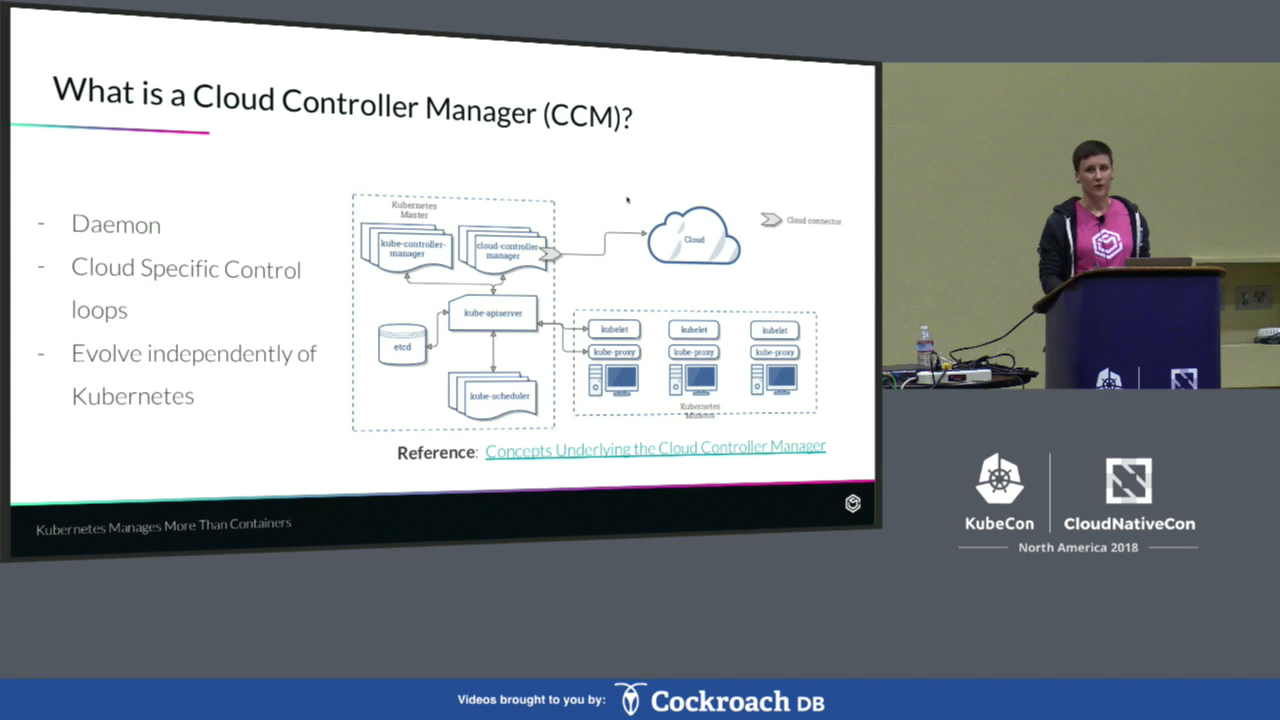 What is a Cloud Controller Manager (CCM)?
- Daemon
- Cloud Specific Control
loops
- Evolve independently of
Kubernetes
Kubernetes
Master
kube-controller-
manager
cloud-controller-
manager
Cloud
Cloud connector
kube-apiserver
etcd
kube-scheduler
kubelet
kubelet
kubelet
kube-proxy
kube-proxy
kube-proxy
Kubernetes
Minions
Reference: Concepts Underlying the Cloud Controller Manager
Kubernetes Manages More Than Containers
KubeCon
CloudNativeCon
North America 2018
Videos brought to you by:
Cockroach DB